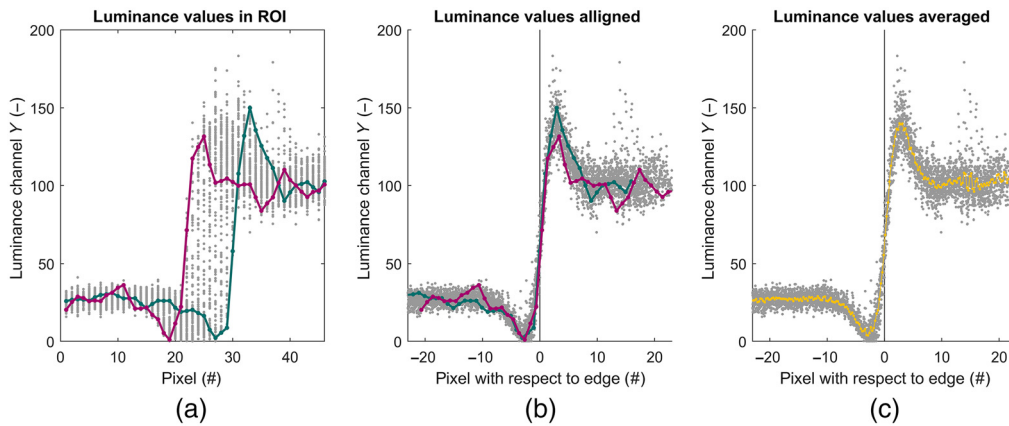 Luminance values in ROI
Luminance channel Y (–)
200
150
100
50
0
0 10 20 30 40
Pixel (#)
(a)
Luminance values alligned
Luminance channel Y (–)
200
150
100
50
0
–20 –10 0 10 20
Pixel with respect to edge (#)
(b)
Luminance values averaged
Luminance channel Y (–)
200
150
100
50
0
–20 –10 0 10 20
Pixel with respect to edge (#)
(c)